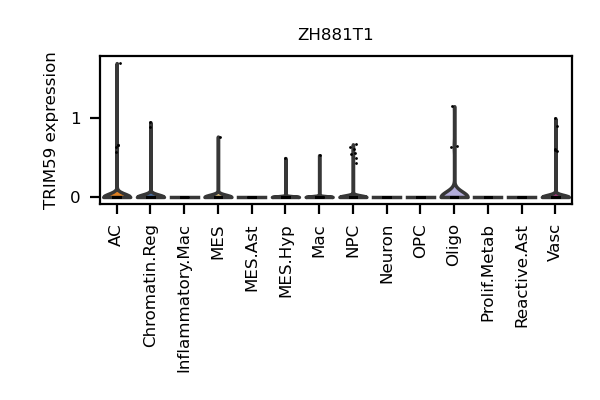 ZH881T1
TRIM59 expression
1
0
AC
Chromatin.Reg
Inflammatory.Mac
MES
MES.Ast
MES.Hyp
Mac
NPC
Neuron
OPC
Oligo
Prolif.Metab
Reactive.Ast
Vasc